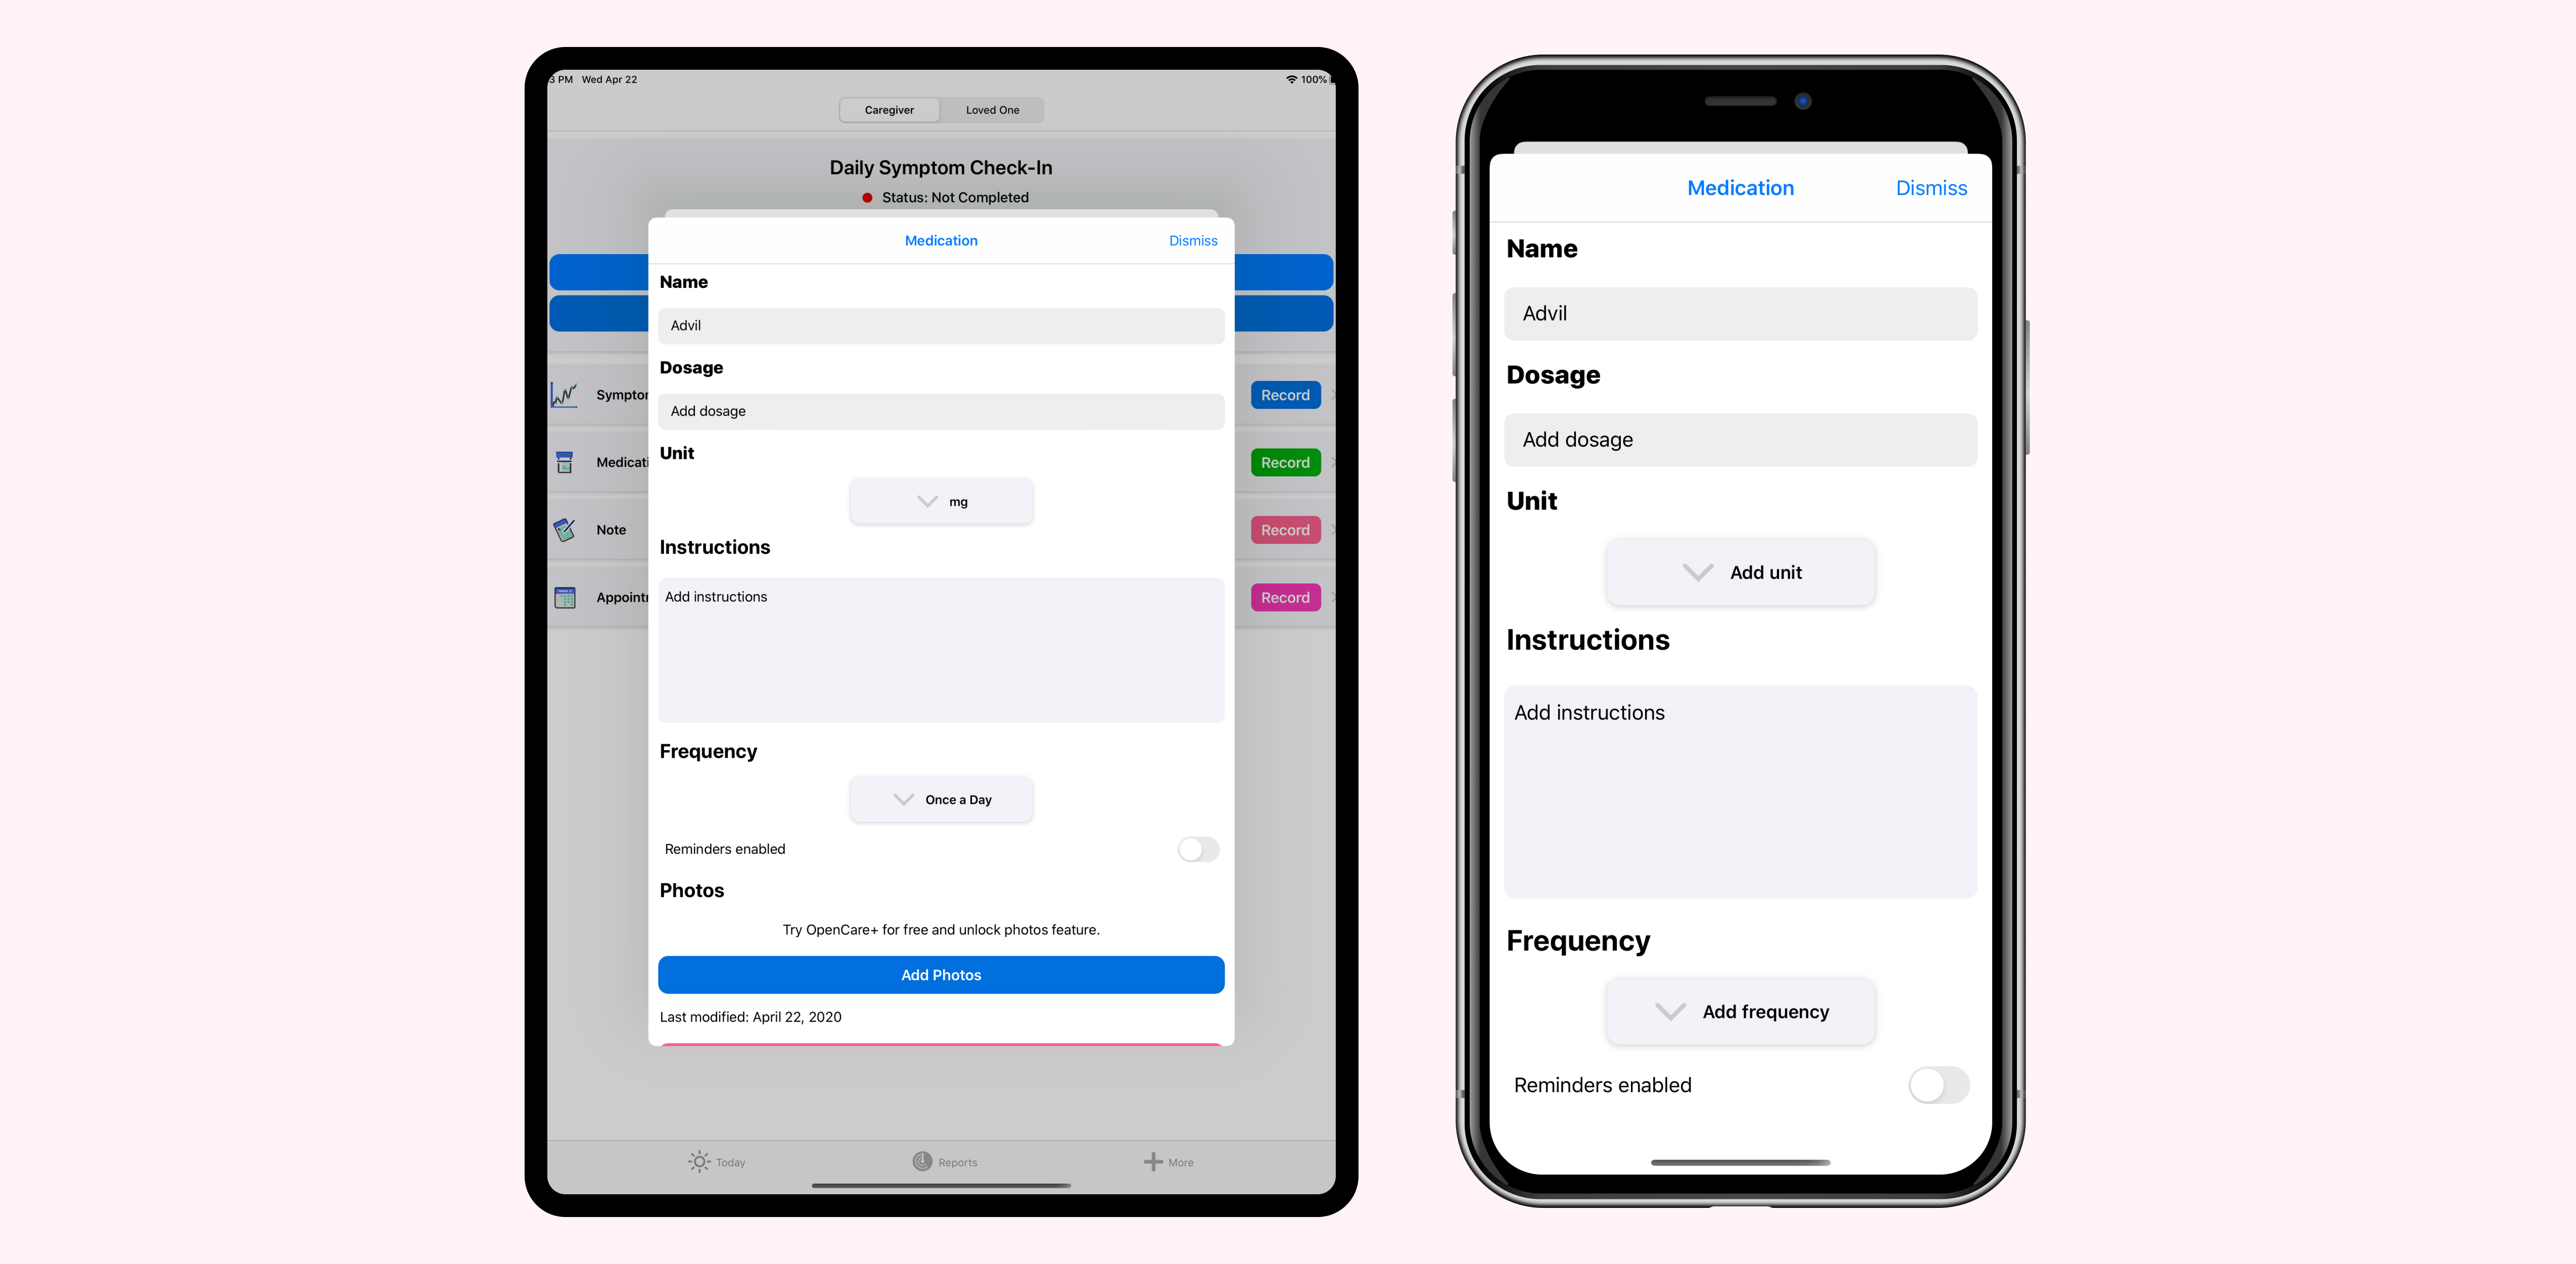 3 PM Wed Apr 22 100%
Caregiver Loved One
Daily Symptom Check-In
Status: Not Completed
Medication Dismiss
Name
Advil
Dosage
Add dosage
Unit
mg
Instructions
Add instructions
Frequency
Once a Day
Reminders enabled
Photos
Try OpenCare+ for free and unlock photos feature.
Add Photos
Last modified: April 22, 2020
Sympto Record
Medicati Record
Note Record
Appoint Record
Today Reports More
Medication Dismiss
Name
Advil
Dosage
Add dosage
Unit
Add unit
Instructions
Add instructions
Frequency
Add frequency
Reminders enabled